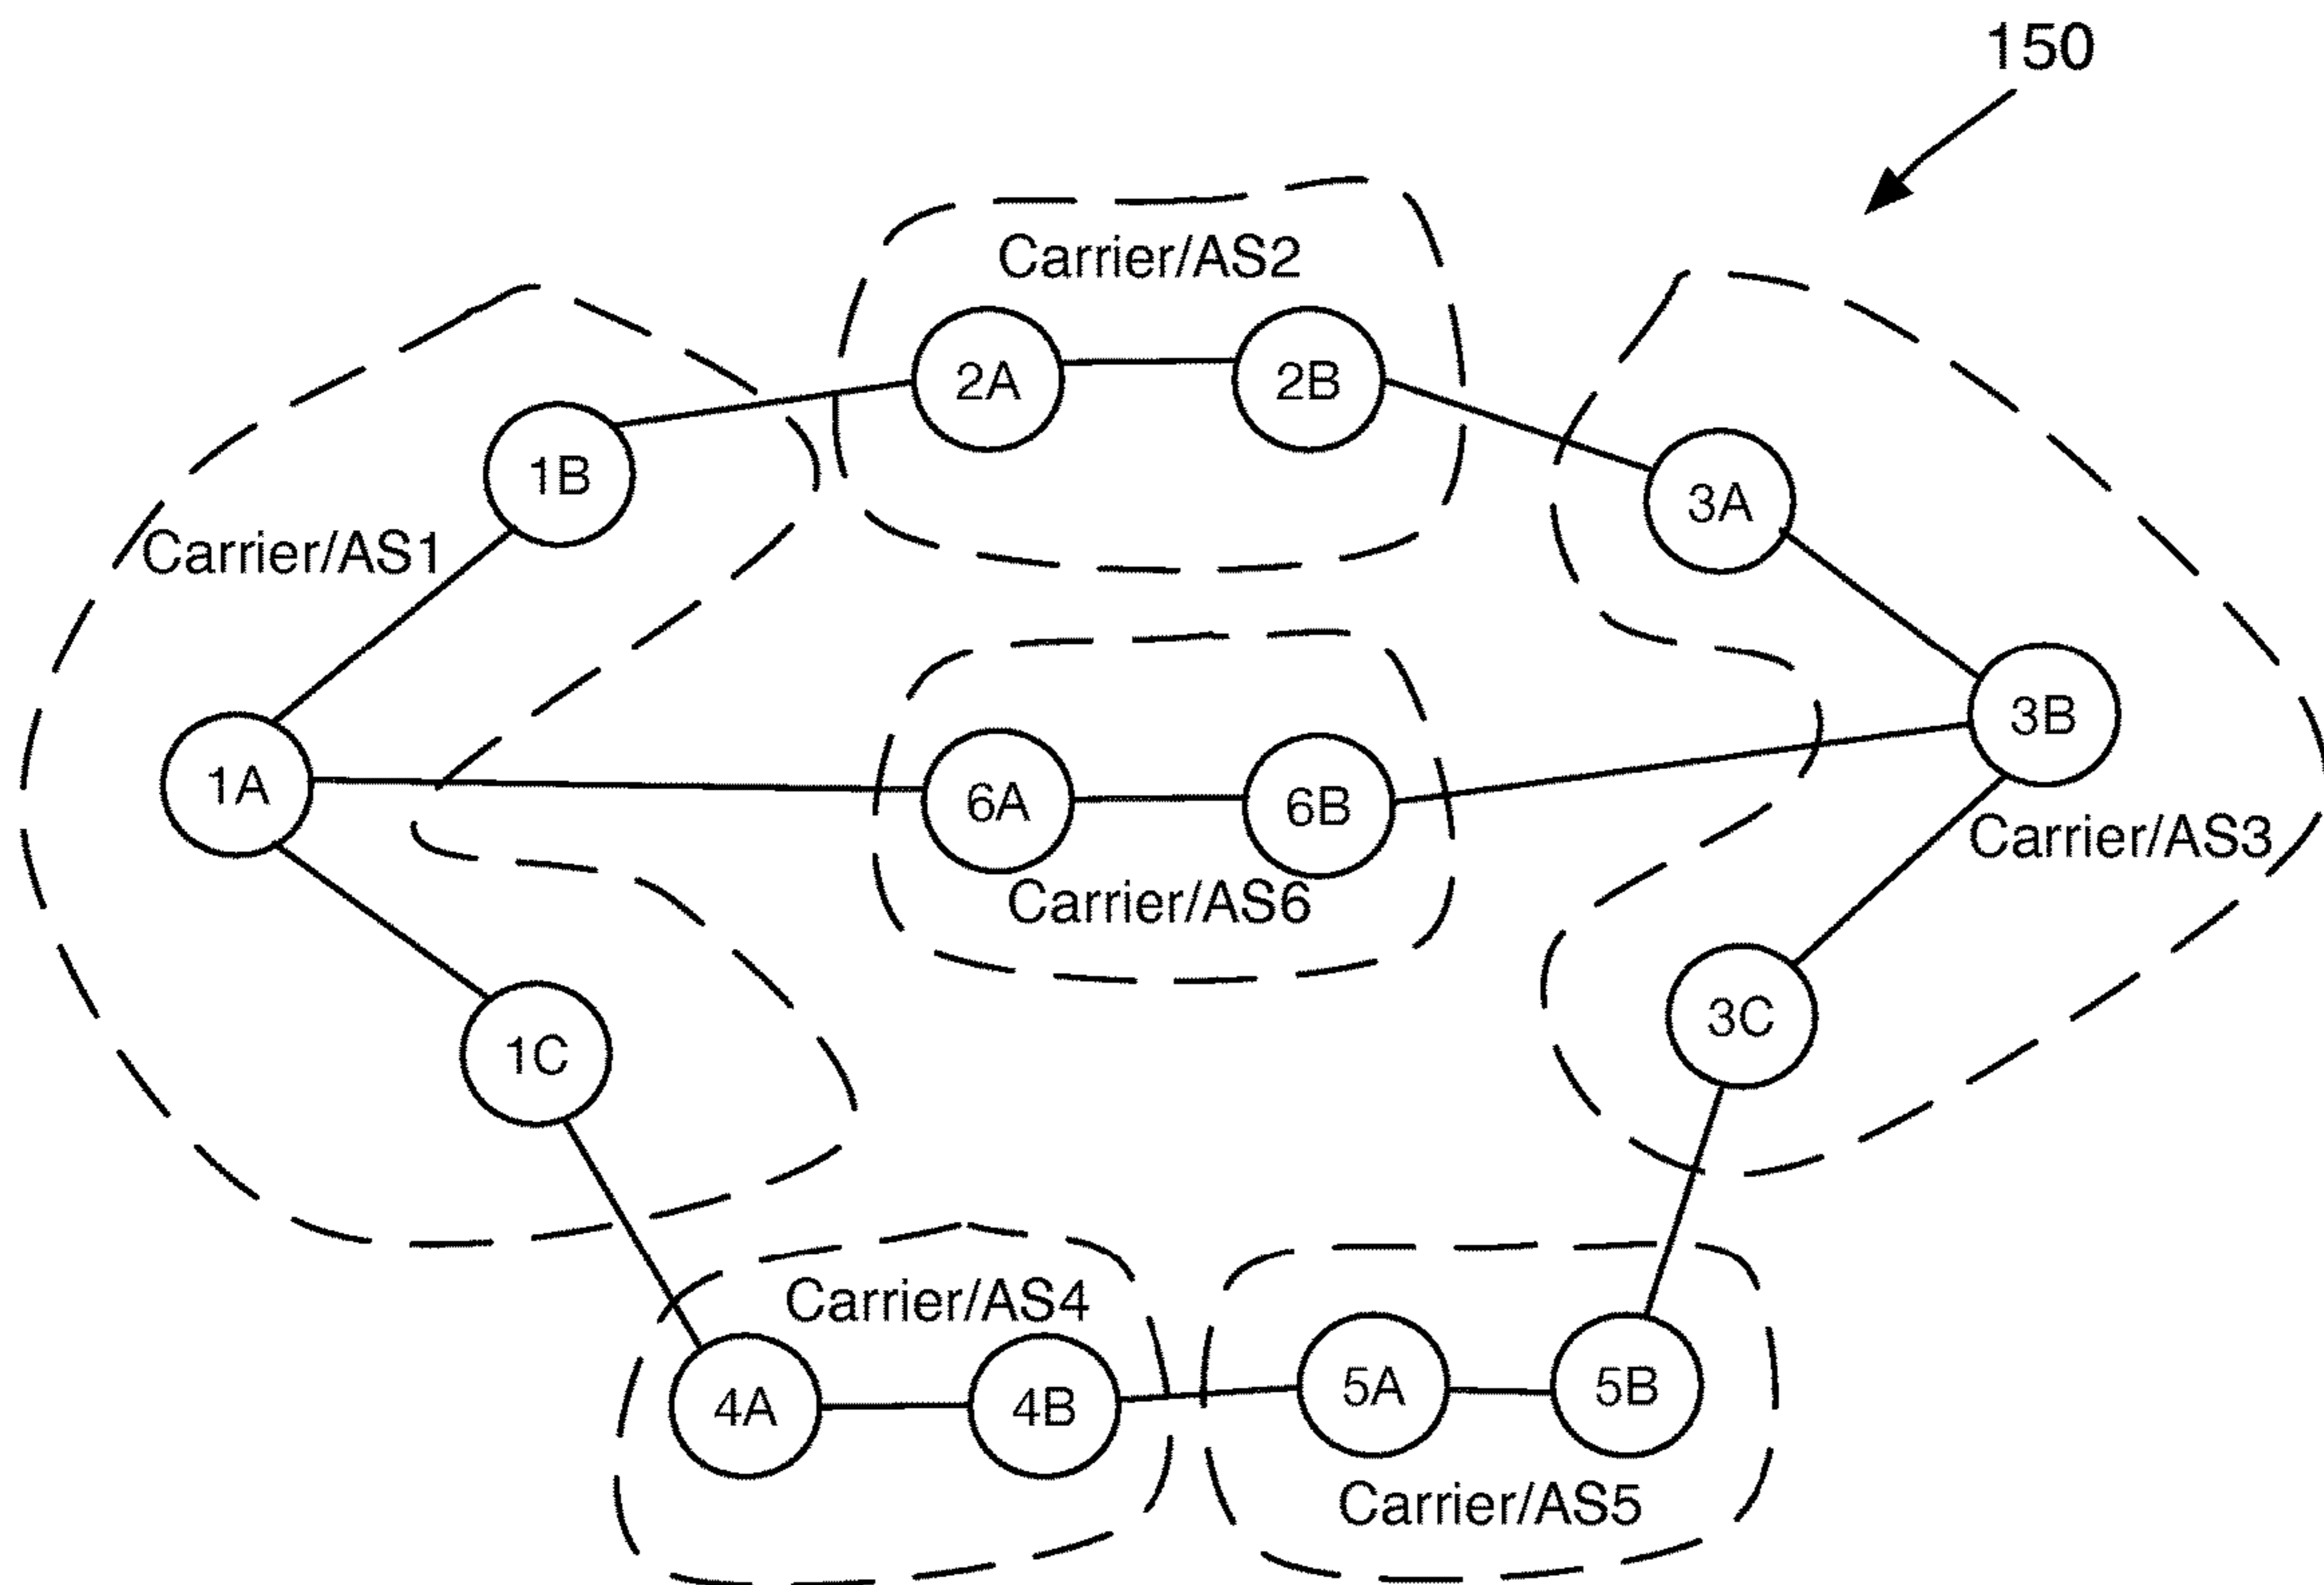 150
Carrier/AS2
2A
2B
1B
3A
Carrier/AS1
3B
1A
6A
6B
Carrier/AS3
Carrier/AS6
3C
1C
Carrier/AS4
4A
4B
5A
5B
Carrier/AS5